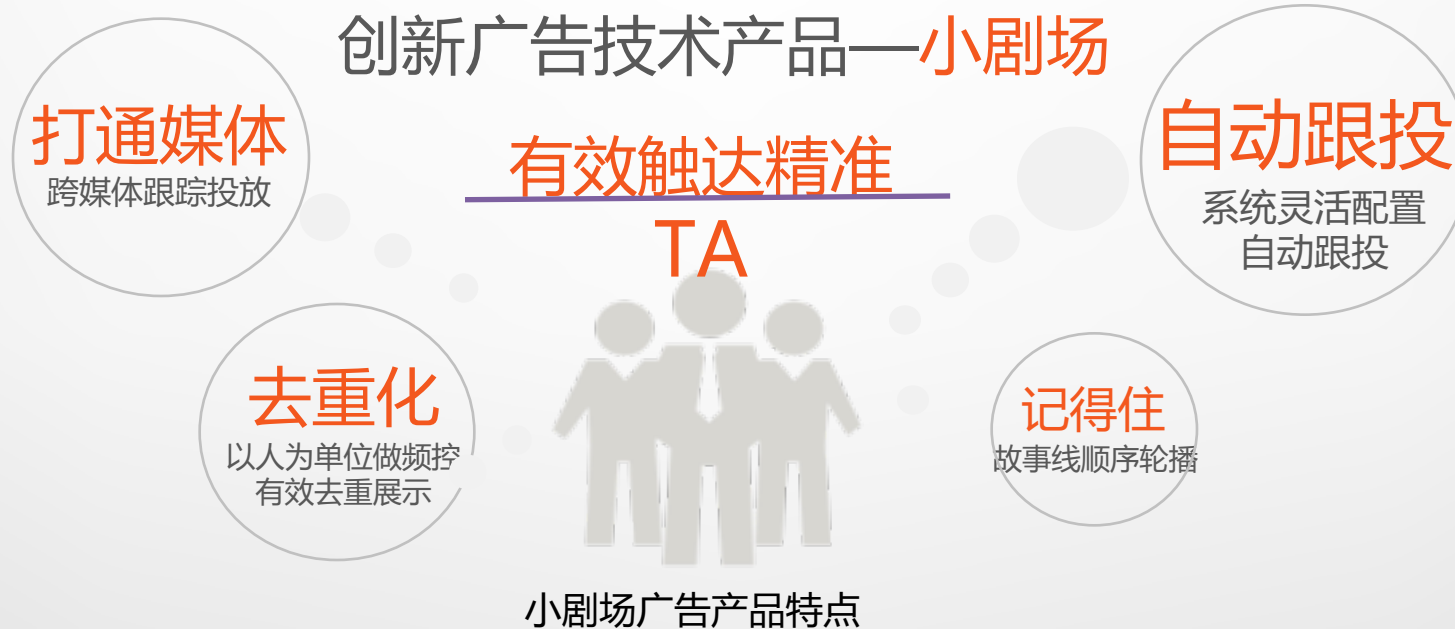 创新广告技术产品—小剧场
打通媒体
跨媒体跟踪投放
有效触达精准
TA
自动跟投
系统灵活配置
自动跟投
去重化
以人为单位做频控
有效去重展示
记得住
故事线顺序轮播
小剧场广告产品特点